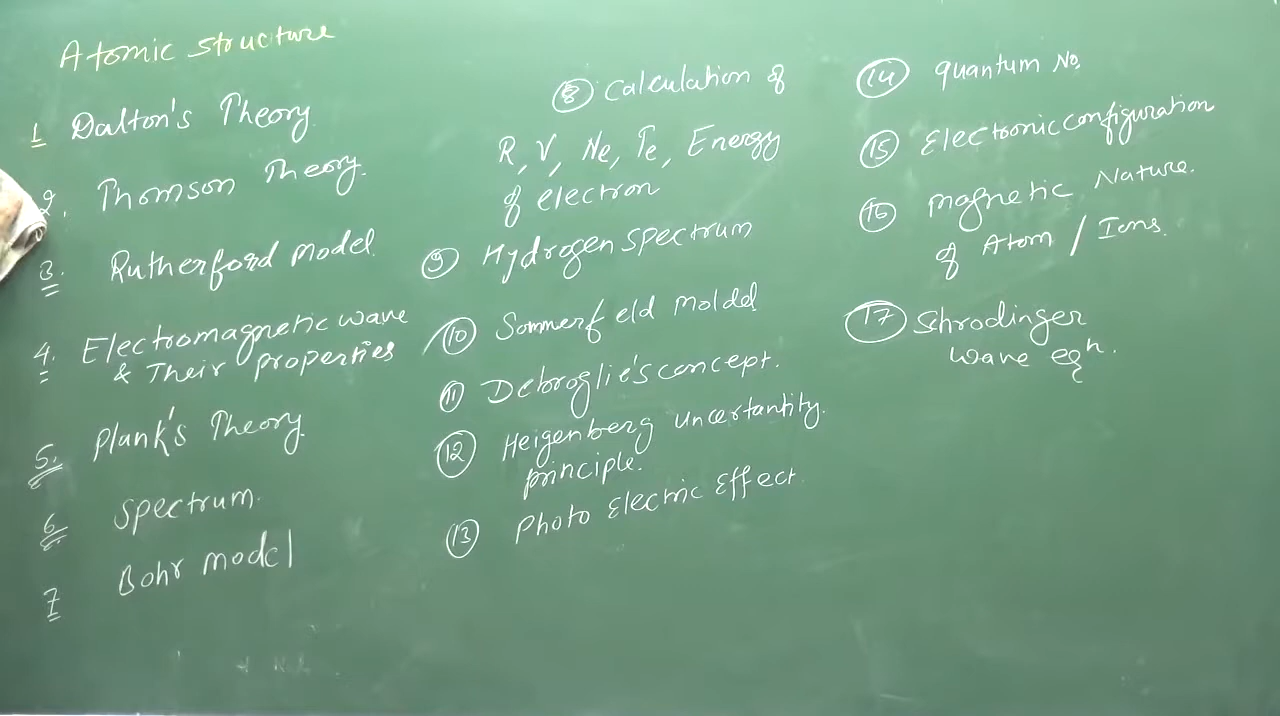 Atomic structure
1. Dalton's Theory.
2. Thomson Theory.
3. Rutherford model.
4. Electromagnetic wave
& Their properties
5. Plank's Theory.
6. Spectrum.
7. Bohr model
8 Calculation of
R, V, Ne, Te, Energy
of electron
9 Hydrogen spectrum
10 Sommerfeld Moldel
11 Debroglie's concept.
12 Heigenberg uncertantity.
principle.
13 Photo Electric Effect.
14 quantum No.
15 Electronic configuration
16 magnetic Nature.
of Atom / Ions.
17 Schrodinger
wave eqn.